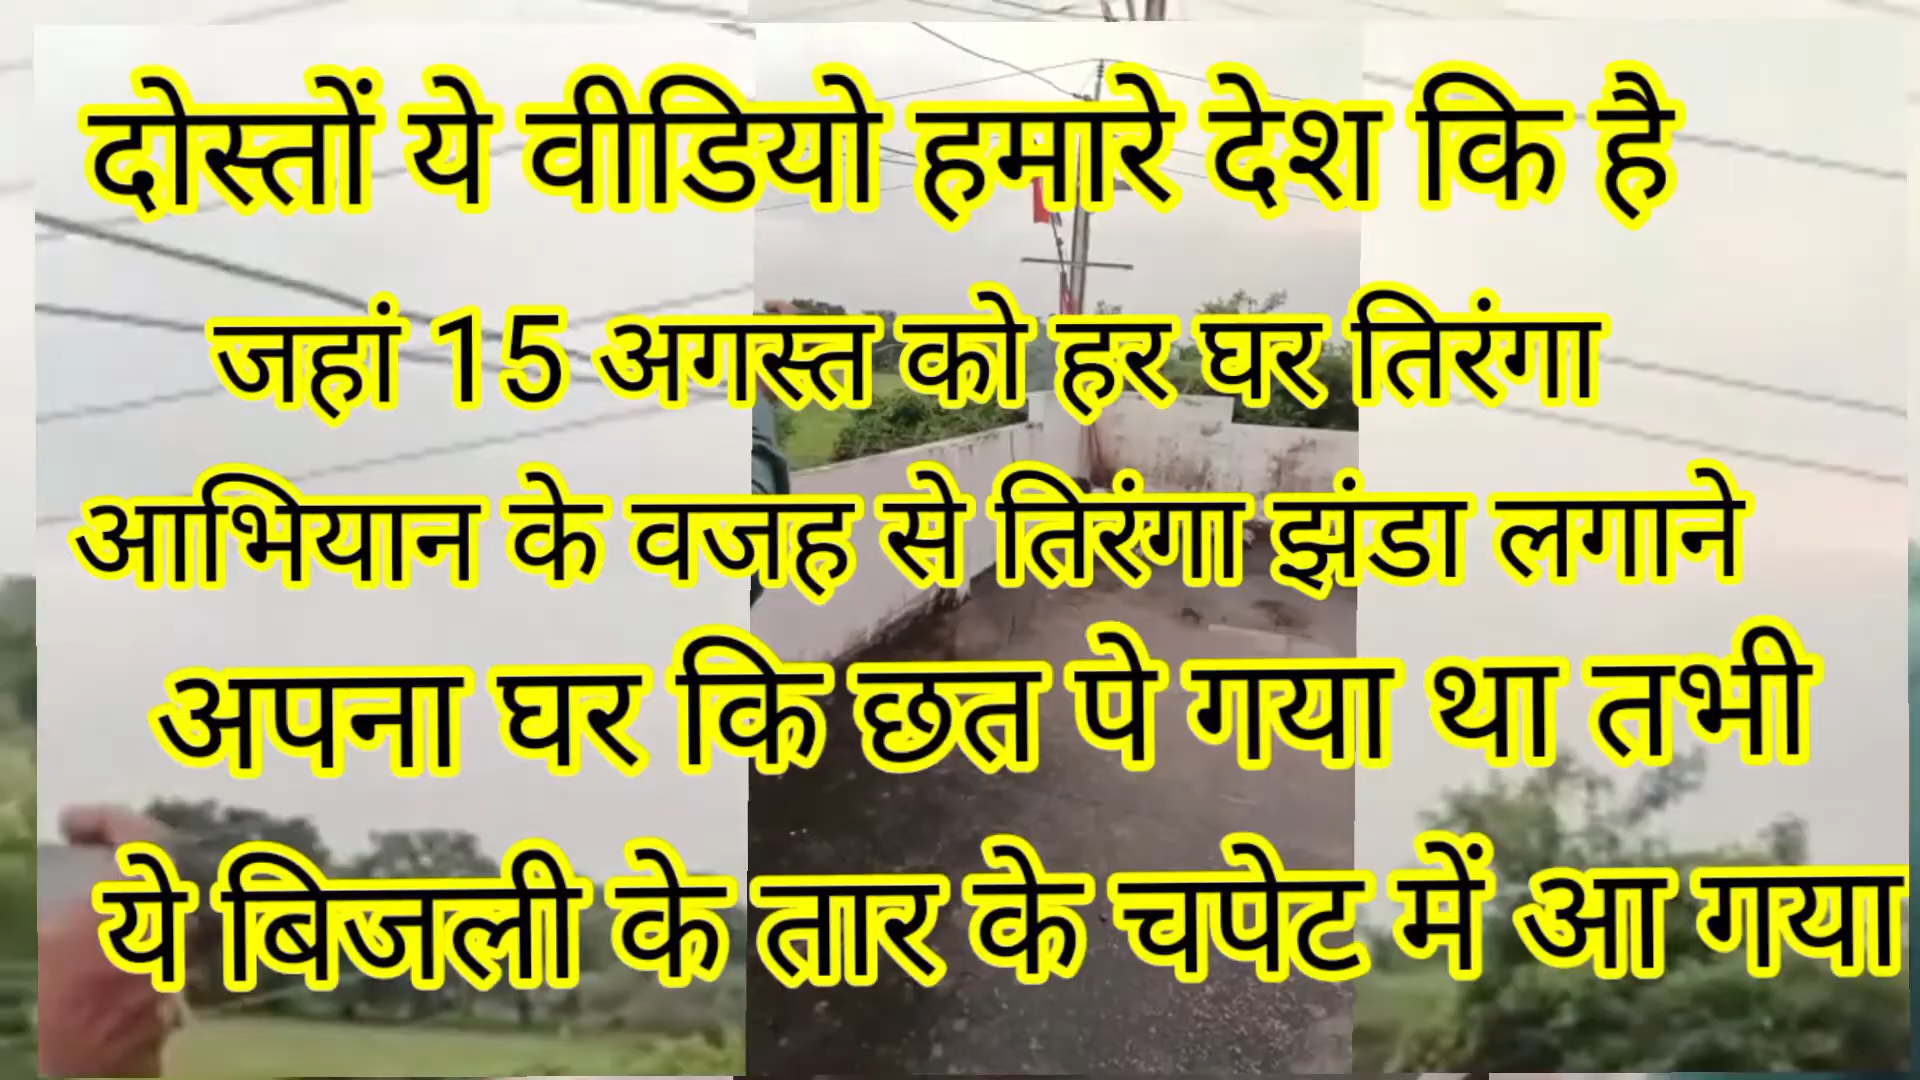 दोस्तों ये वीडियो हमारे देश कि है
जहां 15 अगस्त को हर घर तिरंगा
आभियान के वजह से तिरंगा झंडा लगाने
अपना घर कि छत पे गया था तभी
ये बिजली के तार के चपेट में आ गया